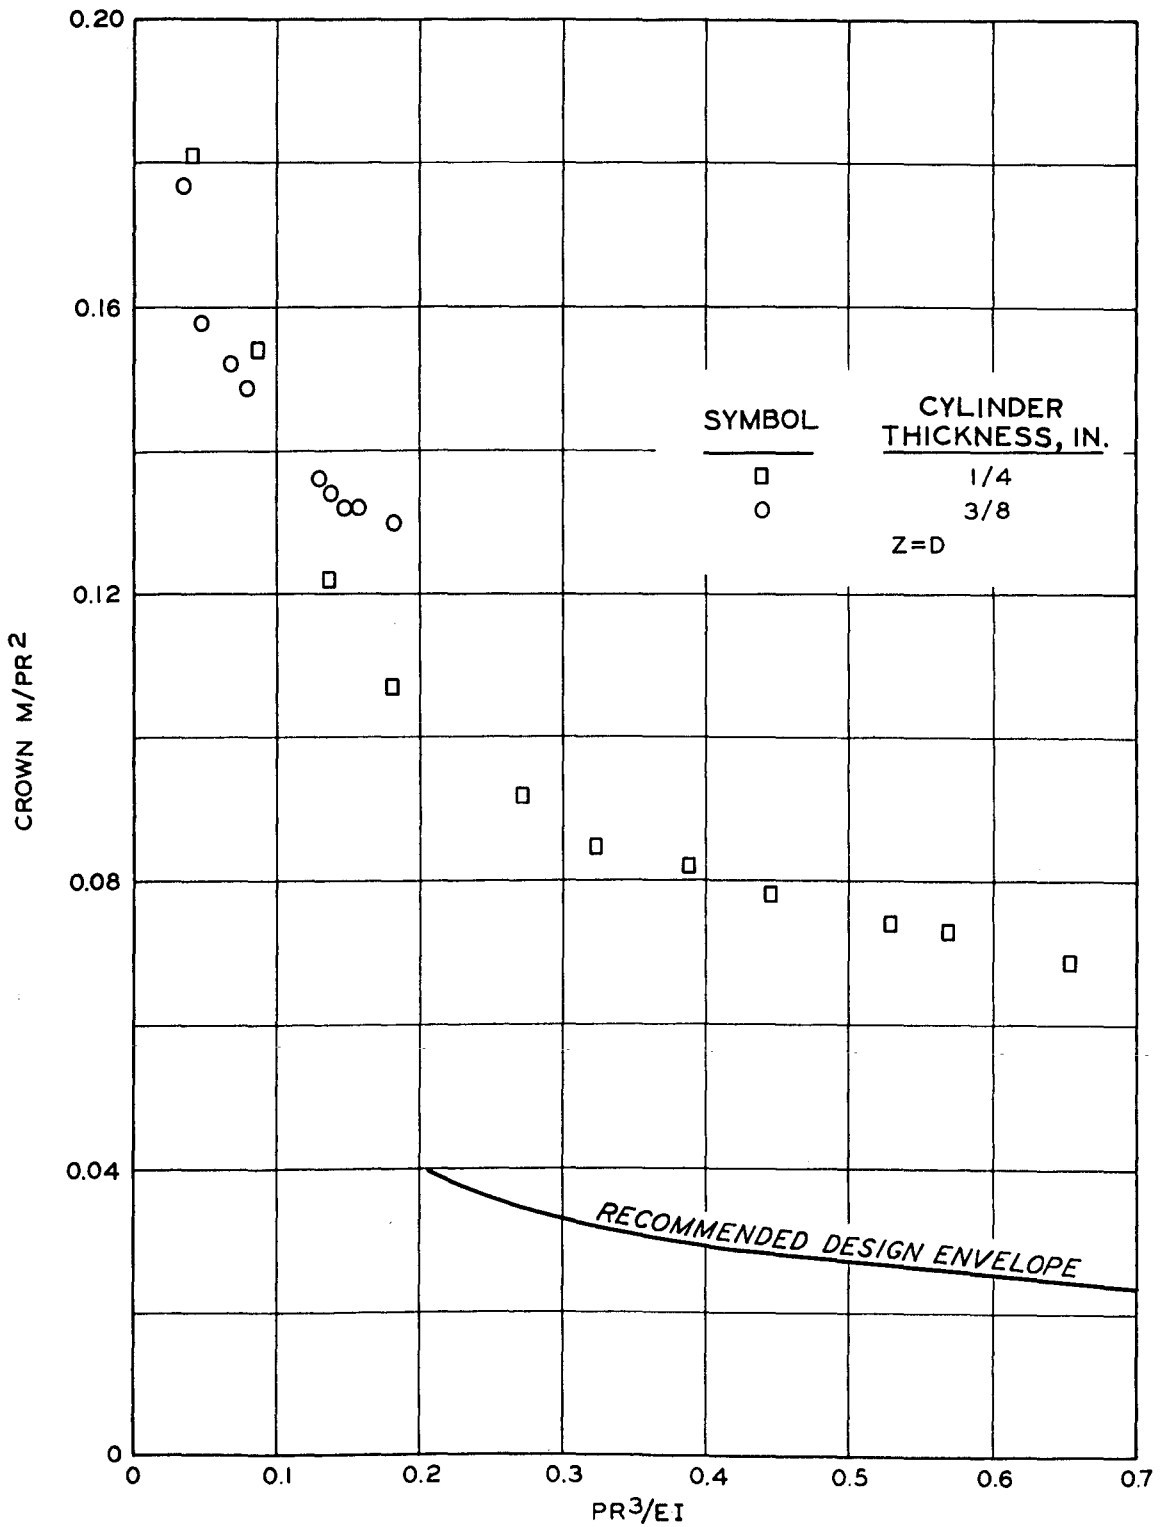 0.20
0.16
0.12
0.08
0.04
0
CROWN M/PR2
SYMBOL
CYLINDER
THICKNESS, IN.
1/4
3/8
Z=D
RECOMMENDED DESIGN ENVELOPE
0 0.1 0.2 0.3 0.4 0.5 0.6 0.7
PR3/EI